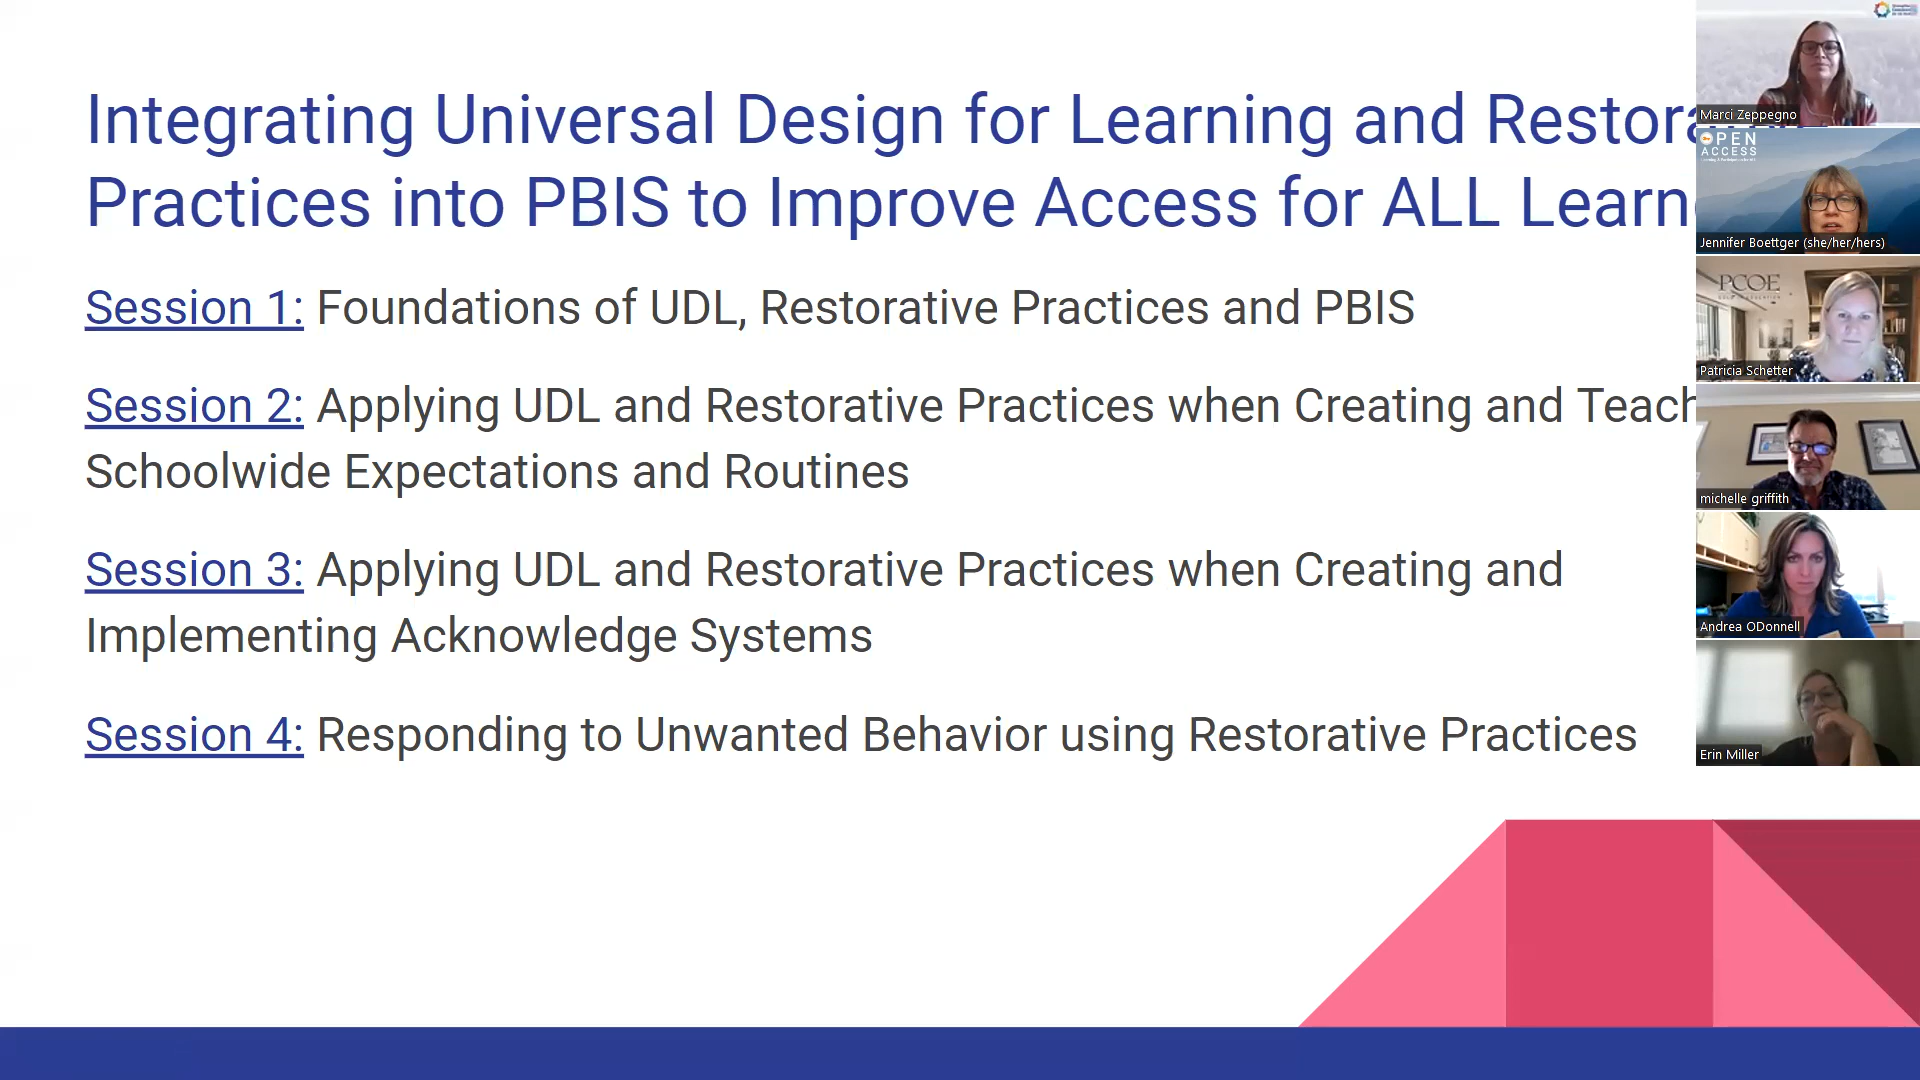 Integrating Universal Design for Learning and Restora
Practices into PBIS to Improve Access for ALL Learn
Session 1: Foundations of UDL, Restorative Practices and PBIS
Session 2: Applying UDL and Restorative Practices when Creating and Teach
Schoolwide Expectations and Routines
Session 3: Applying UDL and Restorative Practices when Creating and
Implementing Acknowledge Systems
Session 4: Responding to Unwanted Behavior using Restorative Practices
Marci Zeppegno
OPEN
ACCESS
Jennifer Boettger (she/her/hers)
PCOE
Patricia Schetter
michelle griffith
Andrea ODonnell
Erin Miller